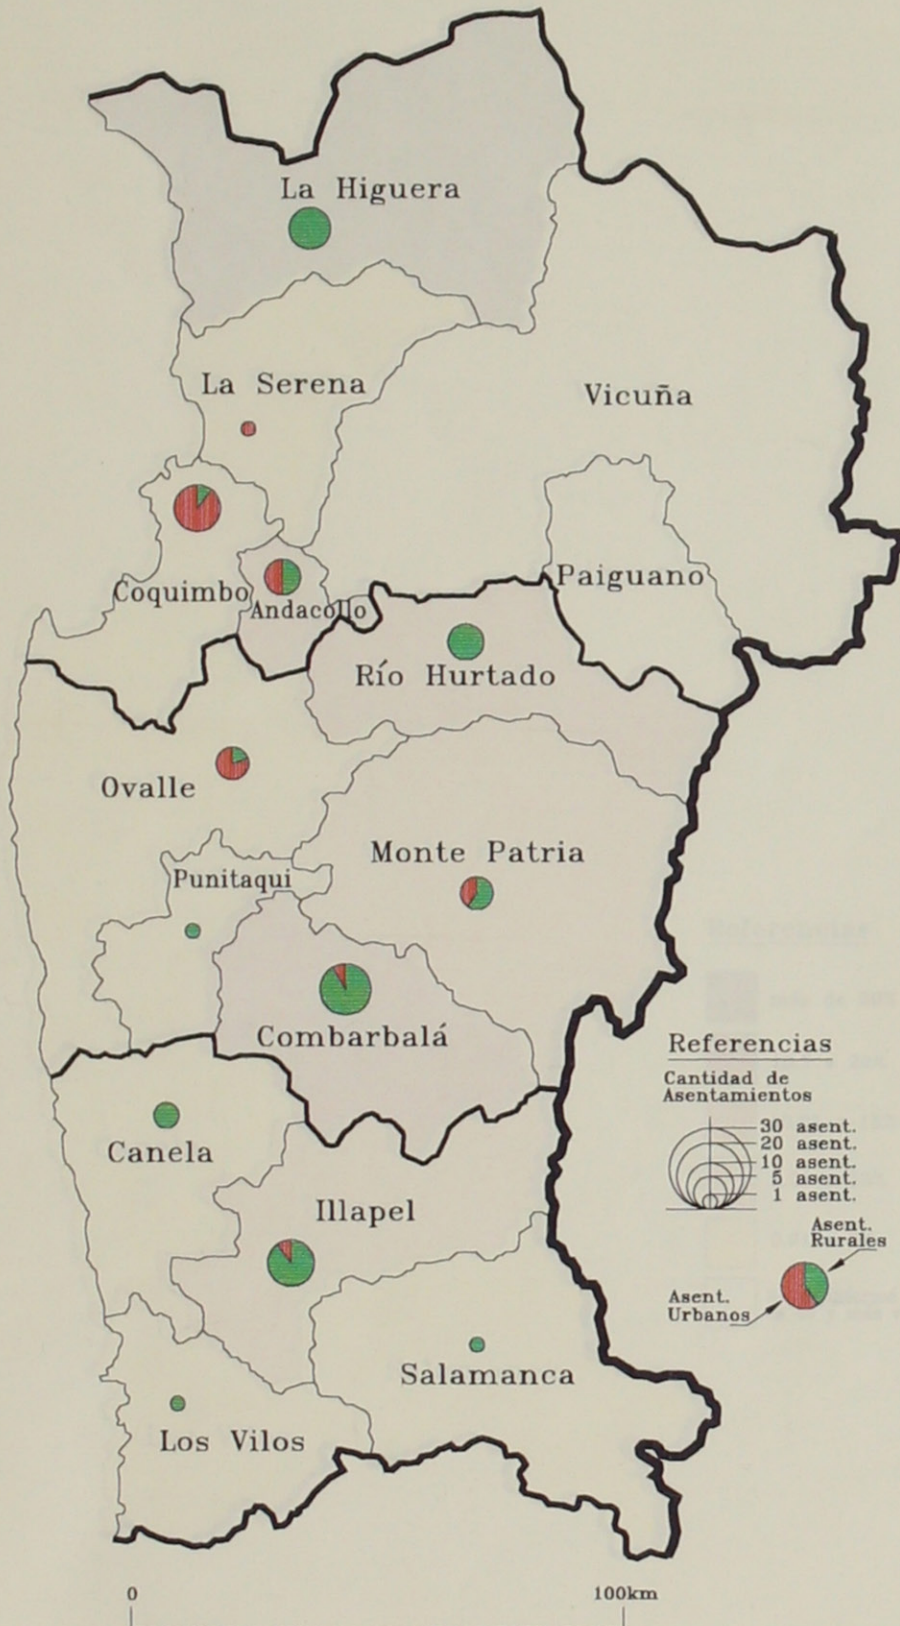 La Higuera
La Serena
Vicuña
Coquimbo
Andacollo
Paiguano
Río Hurtado
Ovalle
Monte Patria
Punitaqui
Combarbalá
Referencias
Cantidad de
Asentamientos
30 asent.
20 asent.
10 asent.
5 asent.
1 asent.
Canela
Illapel
Asent.
Rurales
Asent.
Urbanos
Salamanca
Los Vilos
0
100km